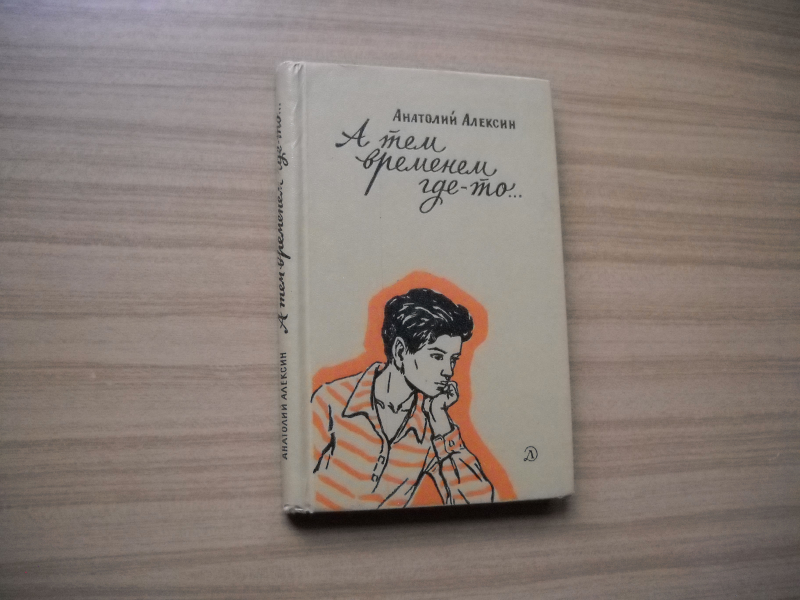 Анатолий Алексин
А тем
временем
где-то...
Анатолий Алексин А тем временем где-то...
Д